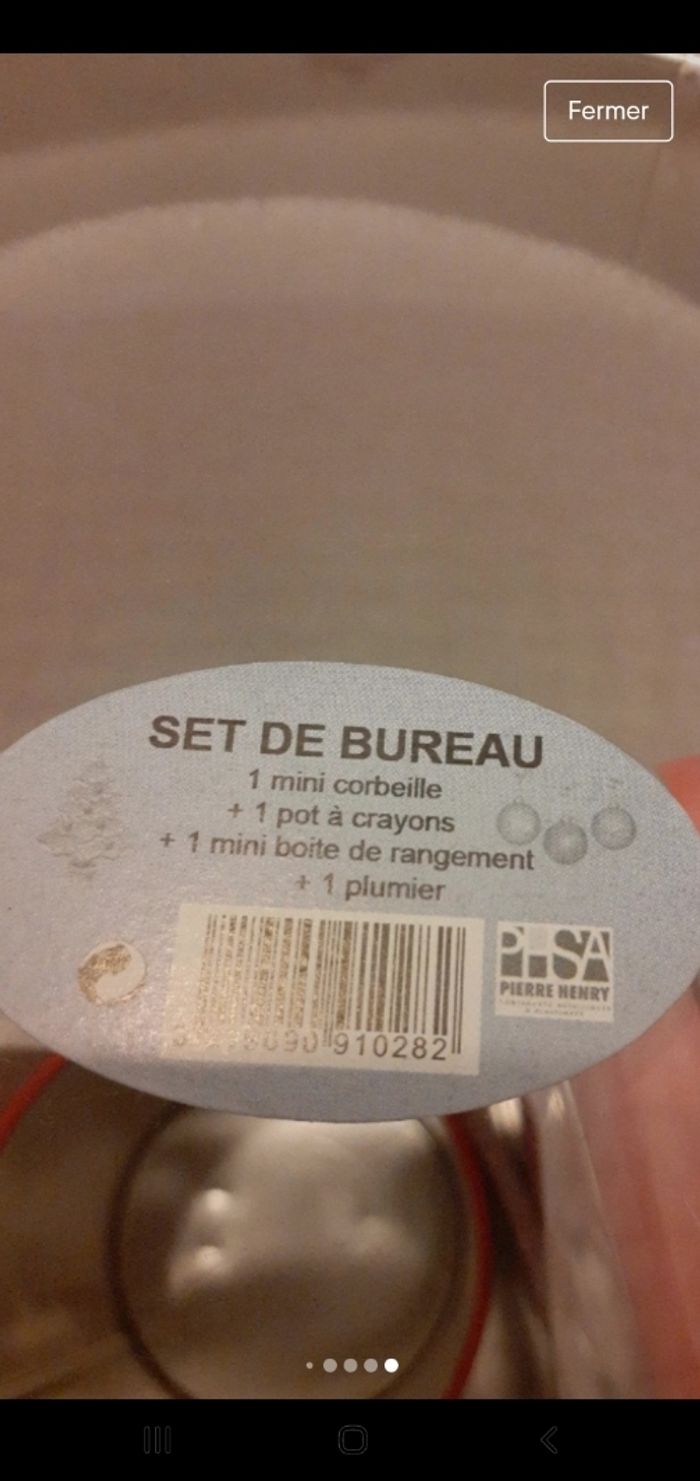 Fermer
SET DE BUREAU
1 mini corbeille
+ 1 pot à crayons
+ 1 mini boite de rangement
+ 1 plumier
PHSA
PIERRE HENRY
910282